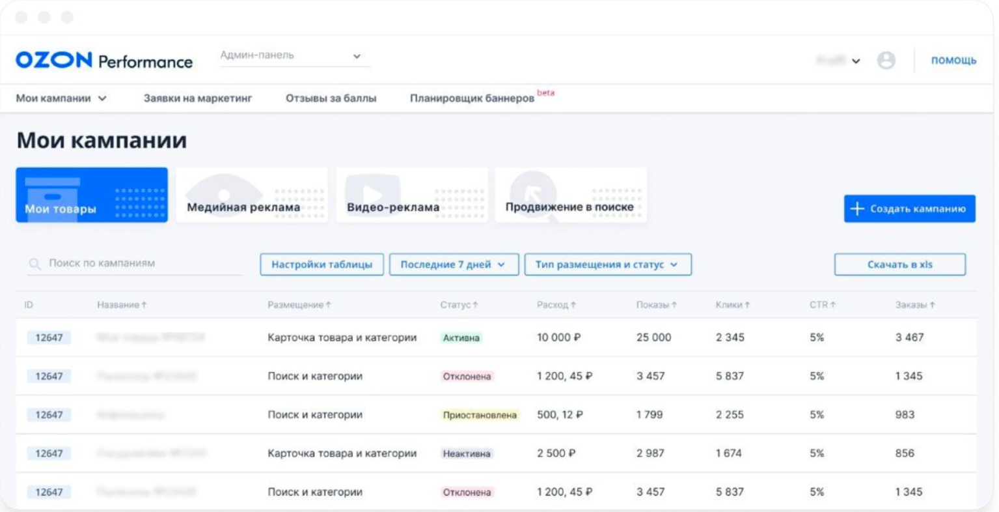 OZON Performance
Админ-панель
ПОМОЩЬ
Мои кампании
Заявки на маркетинг
Отзывы за баллы
Планировщик баннеров beta
Мои кампании
Мои товары
Медийная реклама
Видео-реклама
Продвижение в поиске
+ Создать кампанию
Поиск по кампаниям
Настройки таблицы
Последние 7 дней
Тип размещения и статус
Скачать в xls
ID Название ↑ Размещение ↑ Статус ↑ Расход ↑ Показы ↑ Клики ↑ CTR ↑ Заказы ↑
12647 Карточка товара и категории Активна 10 000 ₽ 25 000 2 345 5% 3 467
12647 Поиск и категории Отклонена 1 200, 45 ₽ 3 457 5 837 5% 1 345
12647 Поиск и категории Приостановлена 500, 12 ₽ 1 799 2 255 5% 983
12647 Карточка товара и категории Неактивна 2 500 ₽ 2 987 1 674 5% 856
12647 Поиск и категории Отклонена 1 200, 45 ₽ 3 457 5 837 5% 1 345